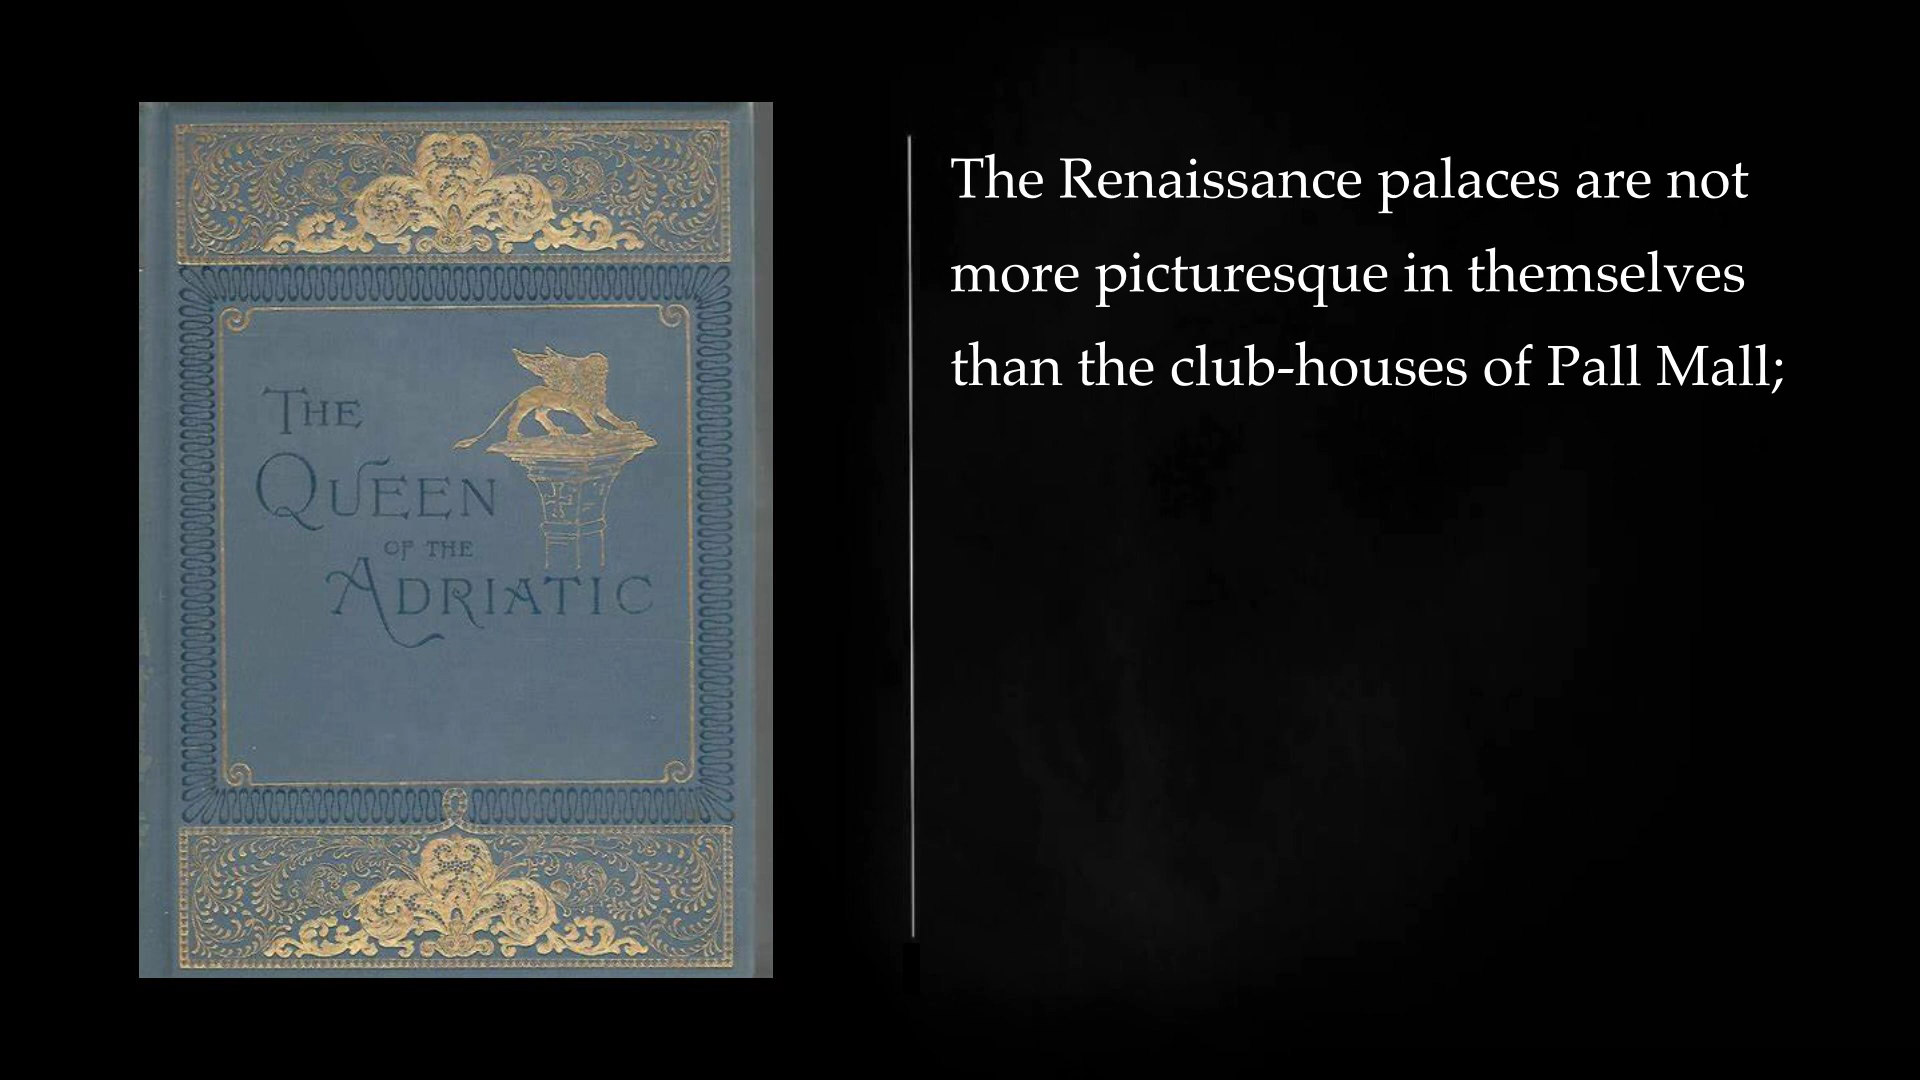 THE
QUEEN
OF THE
ADRIATIC
The Renaissance palaces are not
more picturesque in themselves
than the club-houses of Pall Mall;